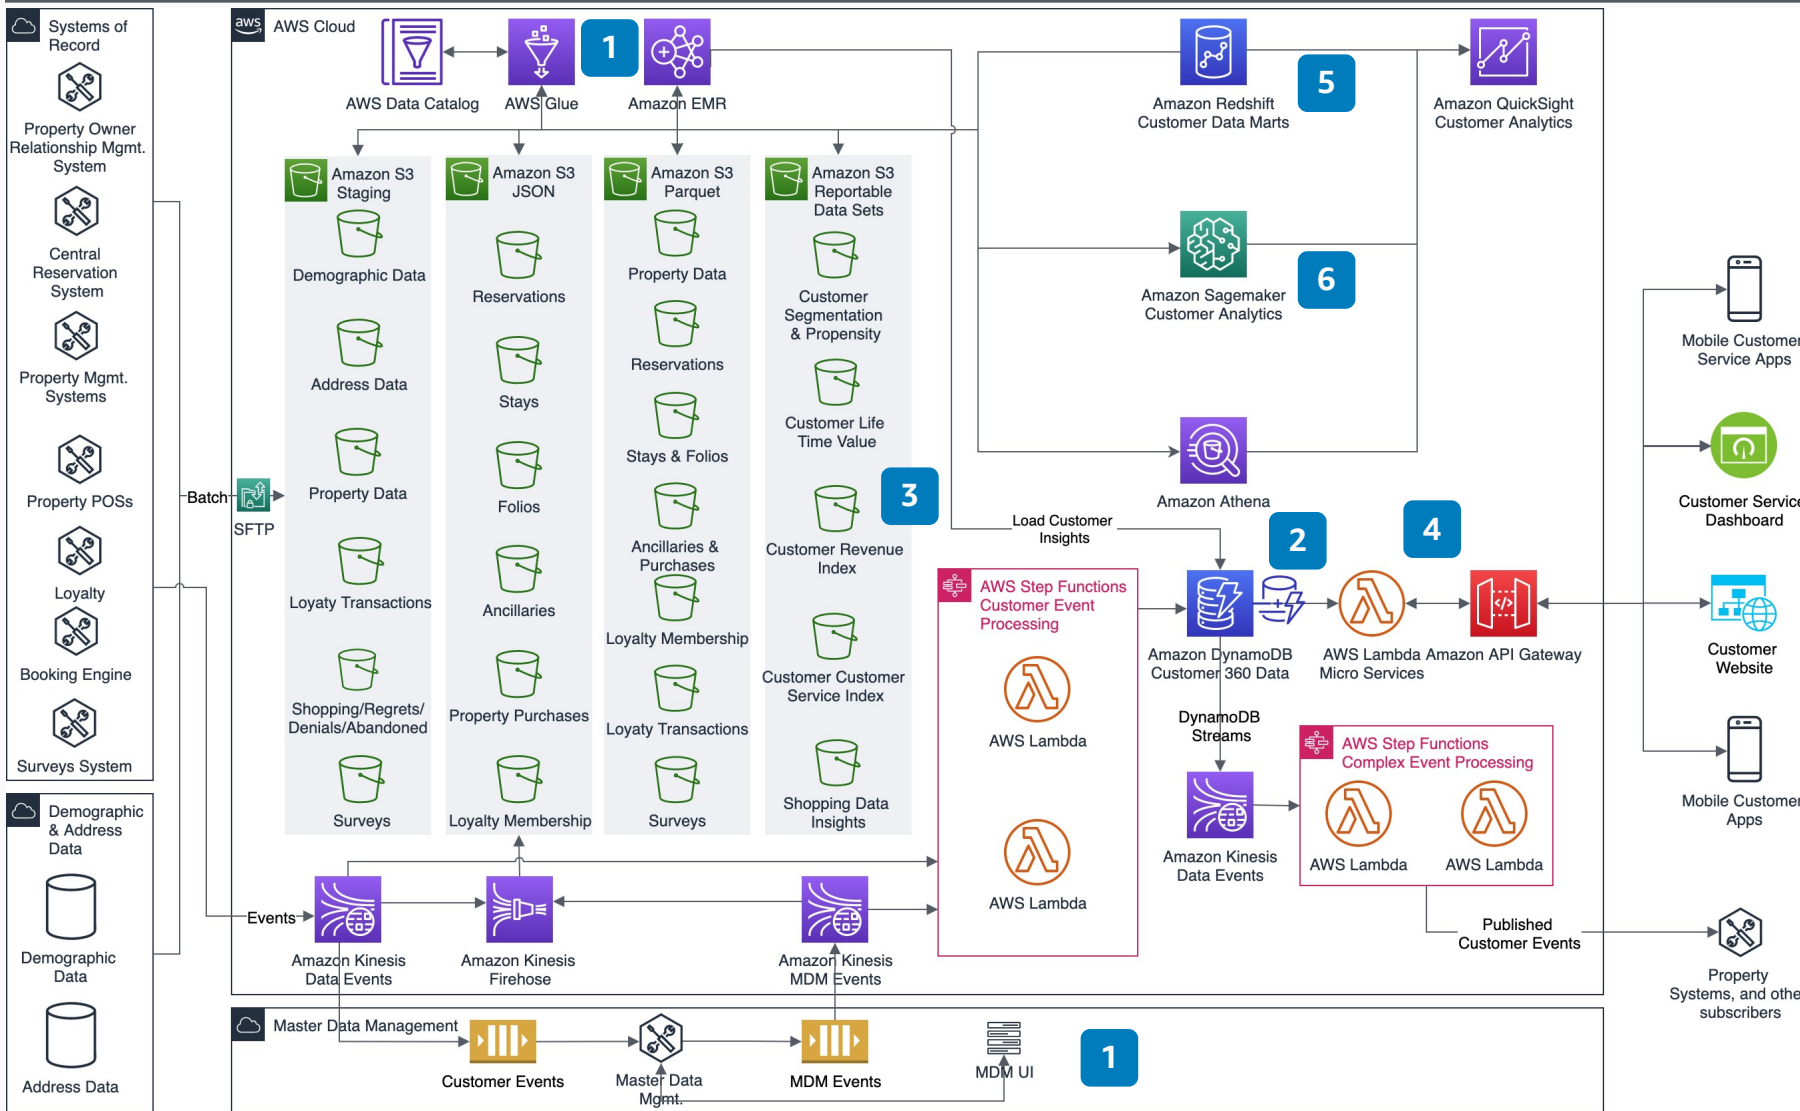 Systems of
Record
Property Owner
Relationship Mgmt.
System
Central
Reservation
System
Property Mgmt.
Systems
Property POSs
Loyalty
Booking Engine
Surveys System
Demographic
& Address
Data
Demographic
Data
Address Data
Batch
SFTP
Events
aws
AWS Cloud
AWS Data Catalog
AWS Glue
1
Amazon EMR
Amazon S3
Staging
Demographic Data
Address Data
Property Data
Loyaty Transactions
Shopping/Regrets/
Denials/Abandoned
Surveys
Amazon S3
JSON
Reservations
Stays
Folios
Ancillaries
Property Purchases
Loyalty Membership
Amazon S3
Parquet
Property Data
Reservations
Stays & Folios
Ancillaries &
Purchases
Loyalty Membership
Loyaty Transactions
Surveys
Amazon S3
Reportable
Data Sets
Customer
Segmentation
& Propensity
Customer Life
Time Value
Customer Revenue
Index
Customer Customer
Service Index
Shopping Data
Insights
3
Amazon Redshift
Customer Data Marts
5
Amazon QuickSight
Customer Analytics
Amazon Sagemaker
Customer Analytics
6
Amazon Athena
Load Customer
Insights
2
4
AWS Step Functions
Customer Event
Processing
AWS Lambda
AWS Lambda
Amazon DynamoDB
Customer 360 Data
AWS Lambda
Micro Services
Amazon API Gateway
DynamoDB
Streams
Amazon Kinesis
Data Events
AWS Step Functions
Complex Event Processing
AWS Lambda
AWS Lambda
Published
Customer Events
Amazon Kinesis
Data Events
Amazon Kinesis
Firehose
Amazon Kinesis
MDM Events
Master Data Management
Customer Events
Master Data
Mgmt.
MDM Events
MDM UI
1
Mobile Customer
Service Apps
Customer Service
Dashboard
Customer
Website
Mobile Customer
Apps
Property
Systems, and othe
subscribers